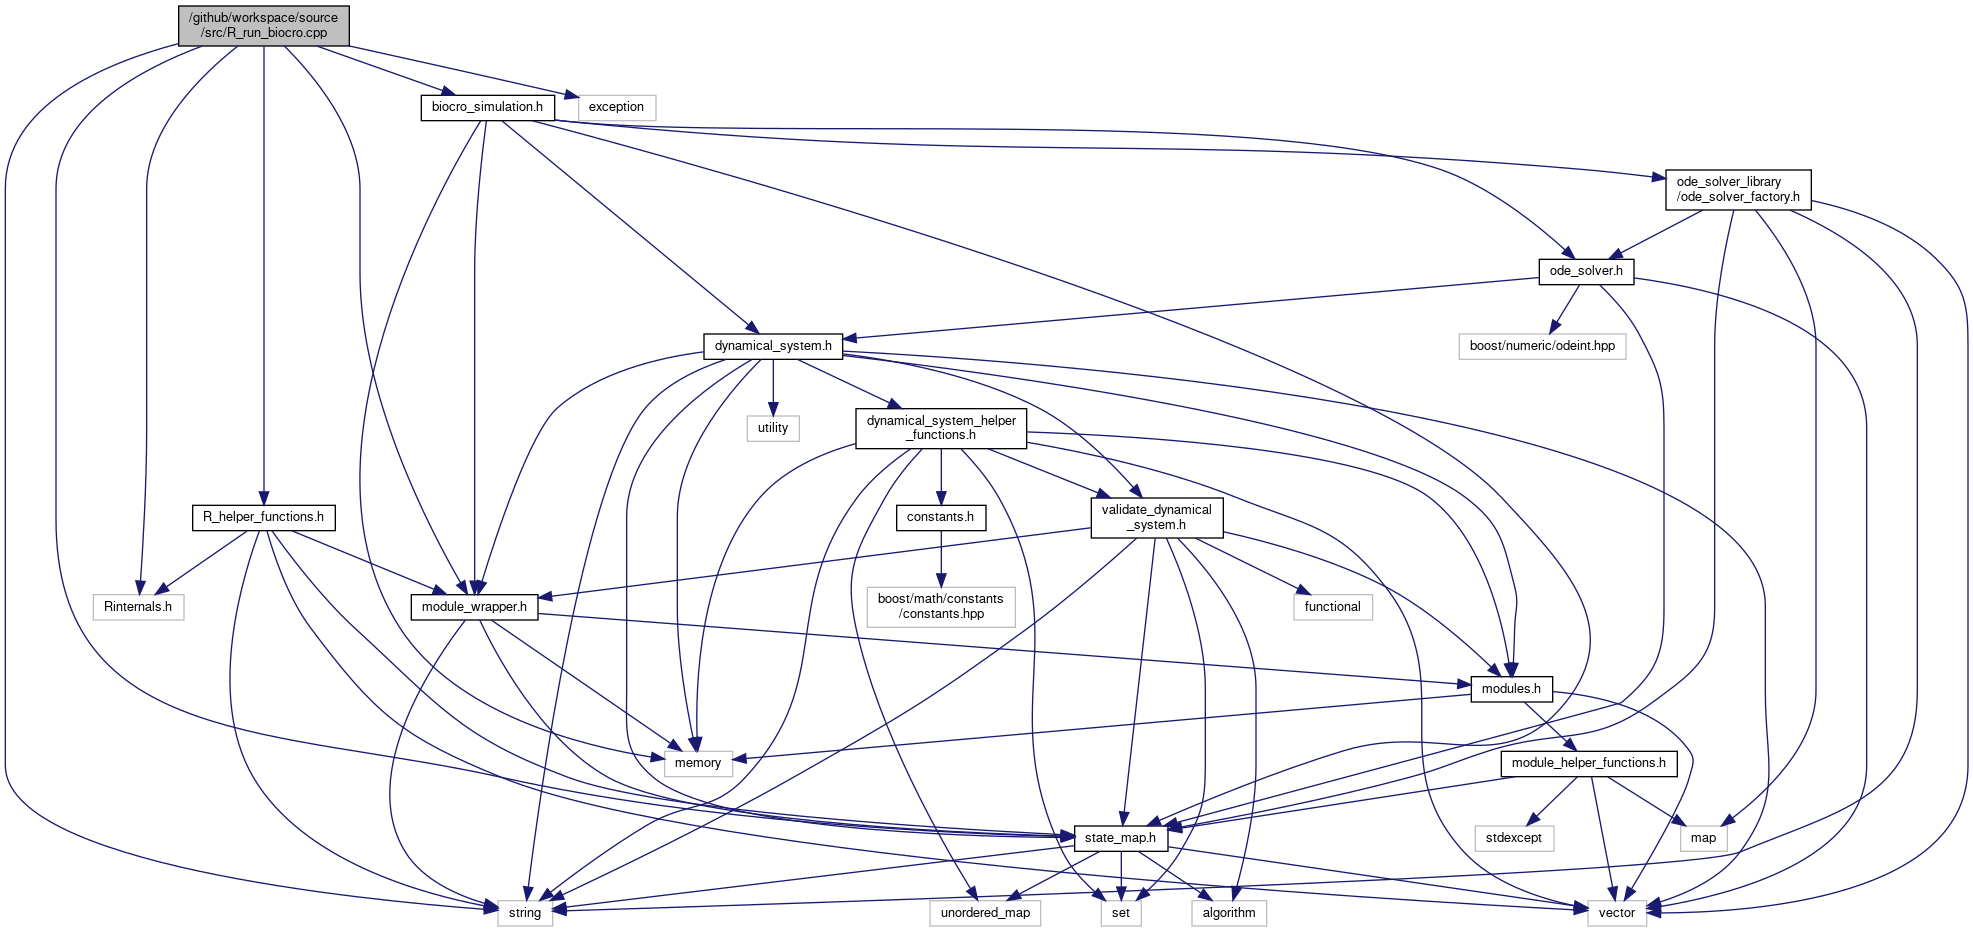 /github/workspace/source
/src/R_run_biocro.cpp
biocro_simulation.h
exception
ode_solver_library
/ode_solver_factory.h
ode_solver.h
dynamical_system.h
boost/numeric/odeint.hpp
utility
dynamical_system_helper
_functions.h
R_helper_functions.h
constants.h
validate_dynamical
_system.h
Rinternals.h
module_wrapper.h
boost/math/constants
/constants.hpp
functional
modules.h
memory
module_helper_functions.h
state_map.h
stdexcept
map
string
unordered_map
set
algorithm
vector